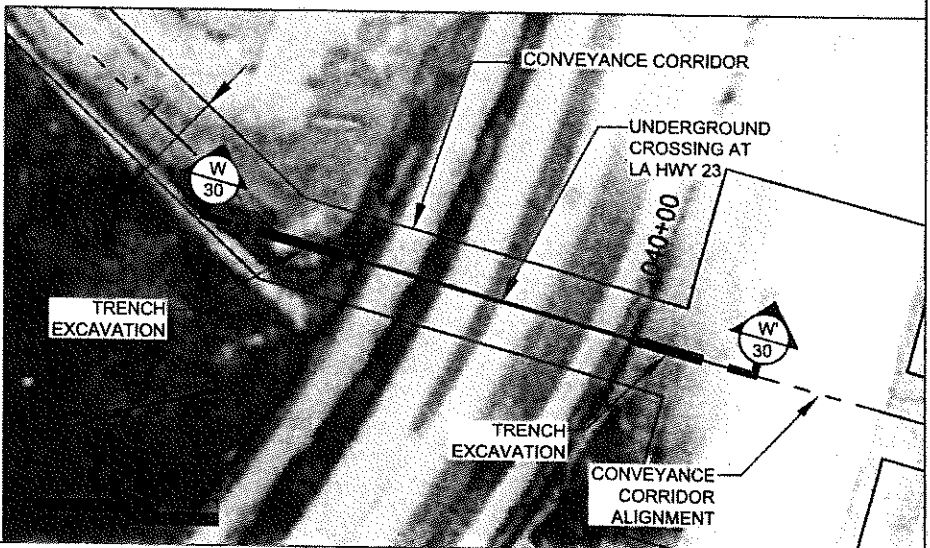 CONVEYANCE CORRIDOR
UNDERGROUND
CROSSING AT
LA HWY 23
W
30
040+00
TRENCH
EXCAVATION
W'
30
TRENCH
EXCAVATION
CONVEYANCE
CORRIDOR
ALIGNMENT